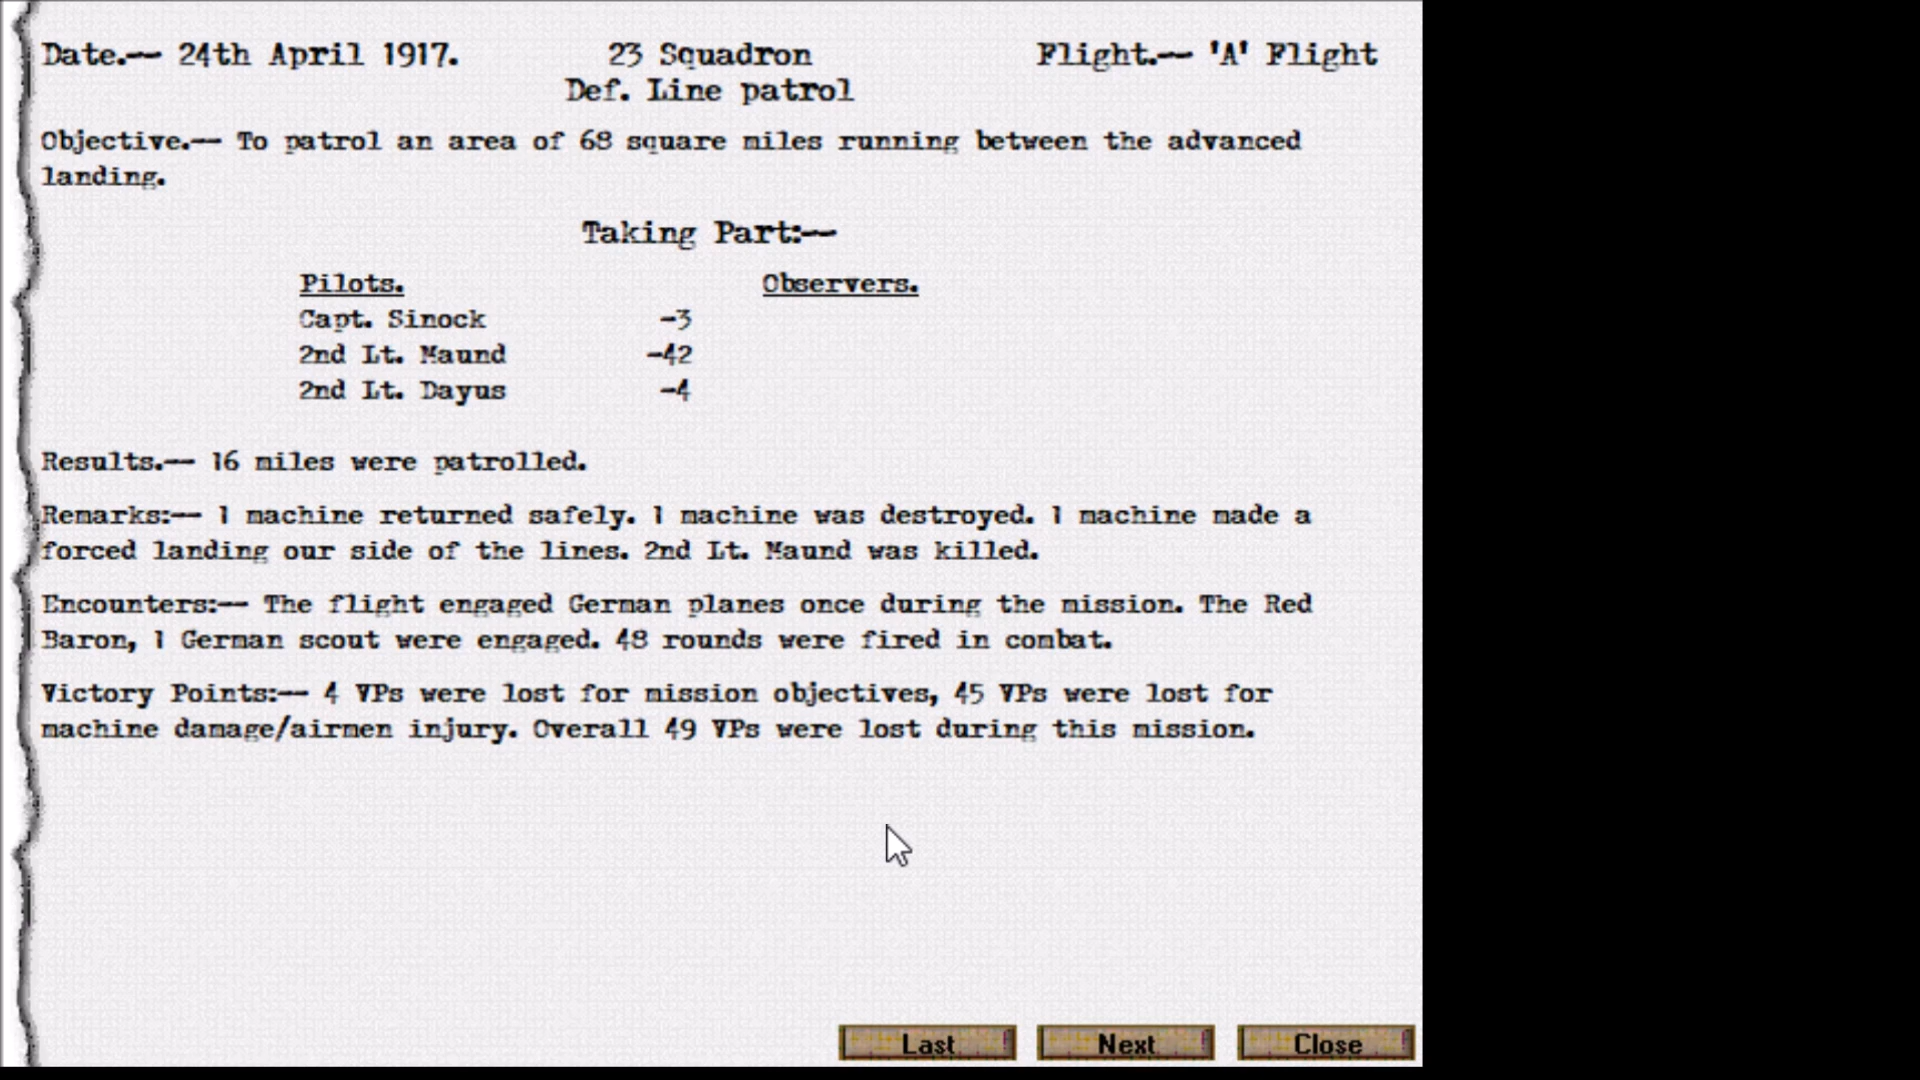 Date.-- 24th April 1917. 23 Squadron Flight.-- 'A' Flight
Def. Line patrol
Objective.-- To patrol an area of 68 square miles running between the advanced
landing.
Taking Part:--
Pilots. Observers.
Capt. Sinock -3
2nd Lt. Maund -42
2nd Lt. Dayus -4
Results.-- 16 miles were patrolled.
Remarks:-- 1 machine returned safely. 1 machine was destroyed. 1 machine made a
forced landing our side of the lines. 2nd Lt. Maund was killed.
Encounters:-- The flight engaged German planes once during the mission. The Red
Baron, 1 German scout were engaged. 48 rounds were fired in combat.
Victory Points:-- 4 VPs were lost for mission objectives, 45 VPs were lost for
machine damage/airmen injury. Overall 49 VPs were lost during this mission.
Last Next Close